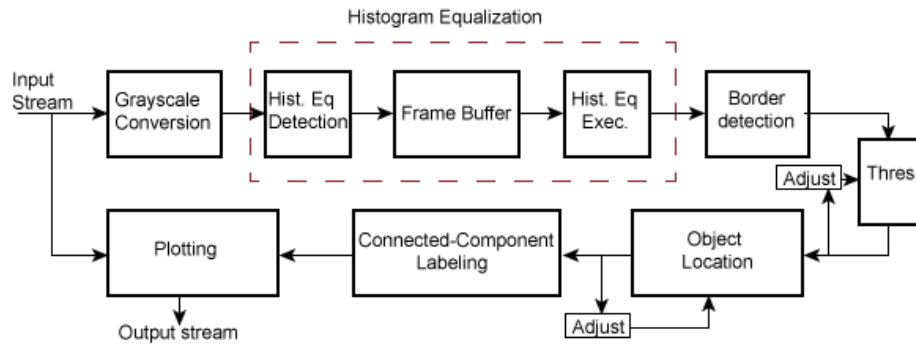 Histogram Equalization
Input
Stream
Grayscale
Conversion
Hist. Eq
Detection
Frame Buffer
Hist. Eq
Exec.
Border
detection
Adjust
Thres
Plotting
Connected-Component
Labeling
Object
Location
Adjust
Output stream